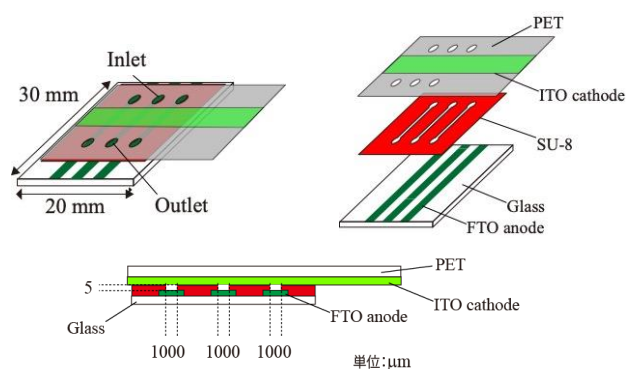 Inlet
30 mm
20 mm
Outlet
PET
ITO cathode
SU-8
Glass
FTO anode
PET
5
ITO cathode
FTO anode
Glass
1000 1000 1000
単位:μm